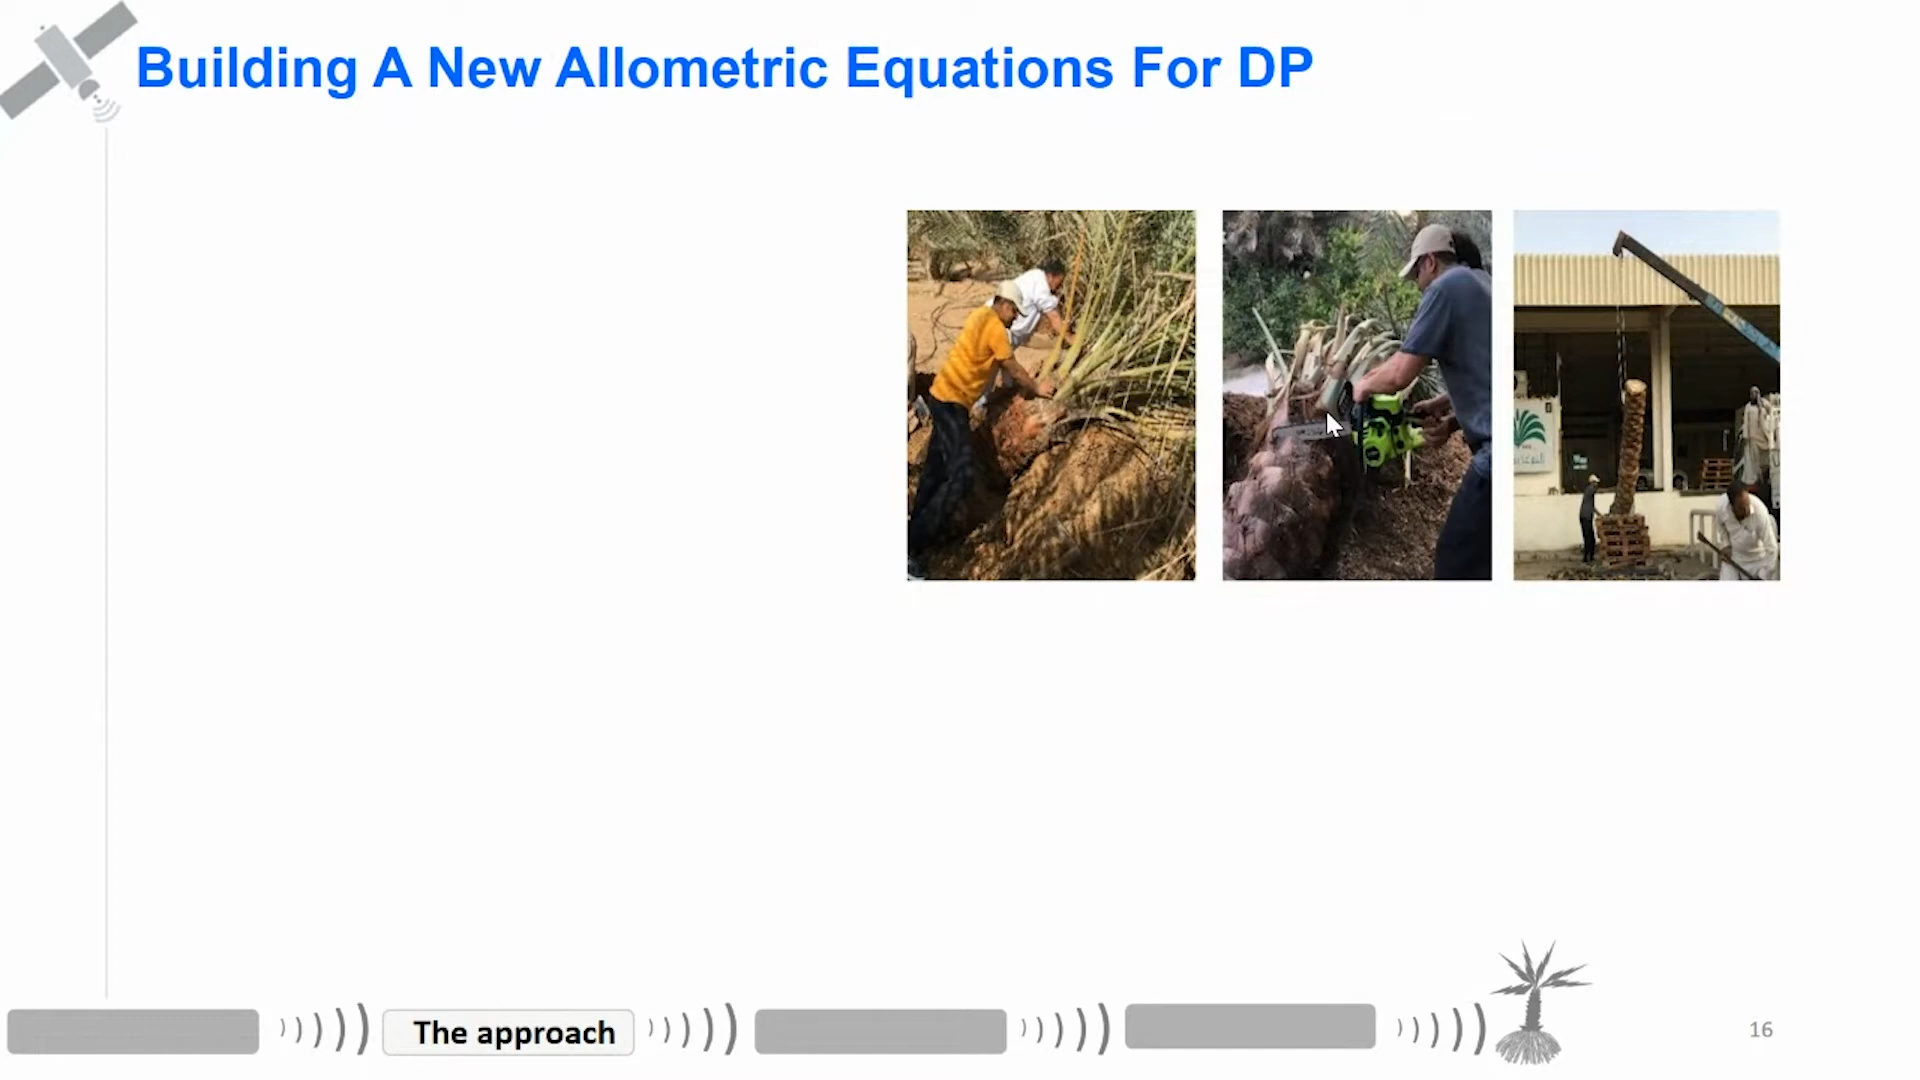 Building A New Allometric Equations For DP
The approach
16